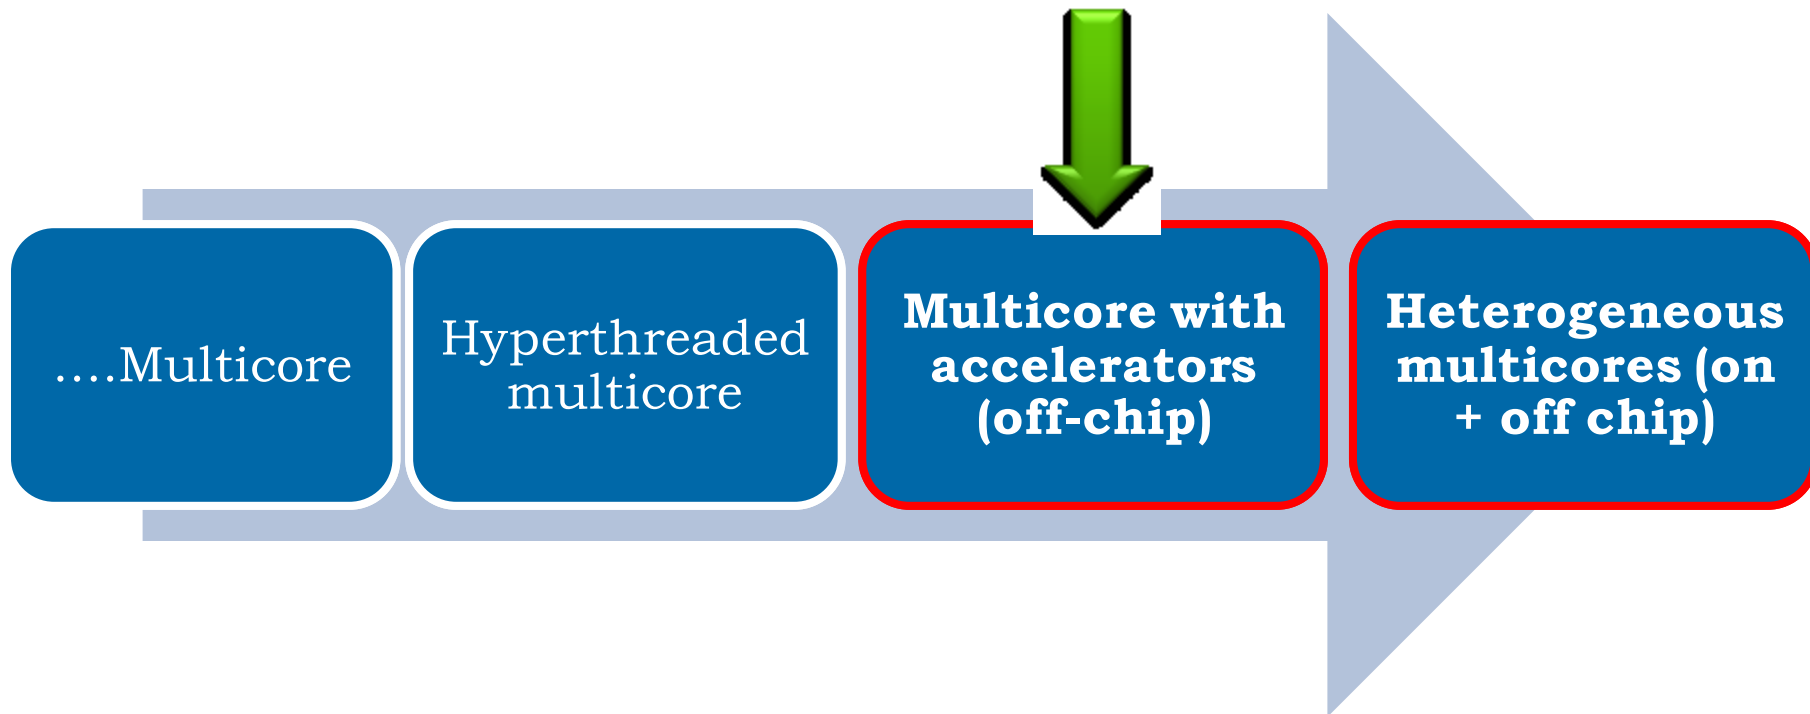 ....Multicore
Hyperthreaded
multicore
Multicore with
accelerators
(off-chip)
Heterogeneous
multicores (on
+ off chip)